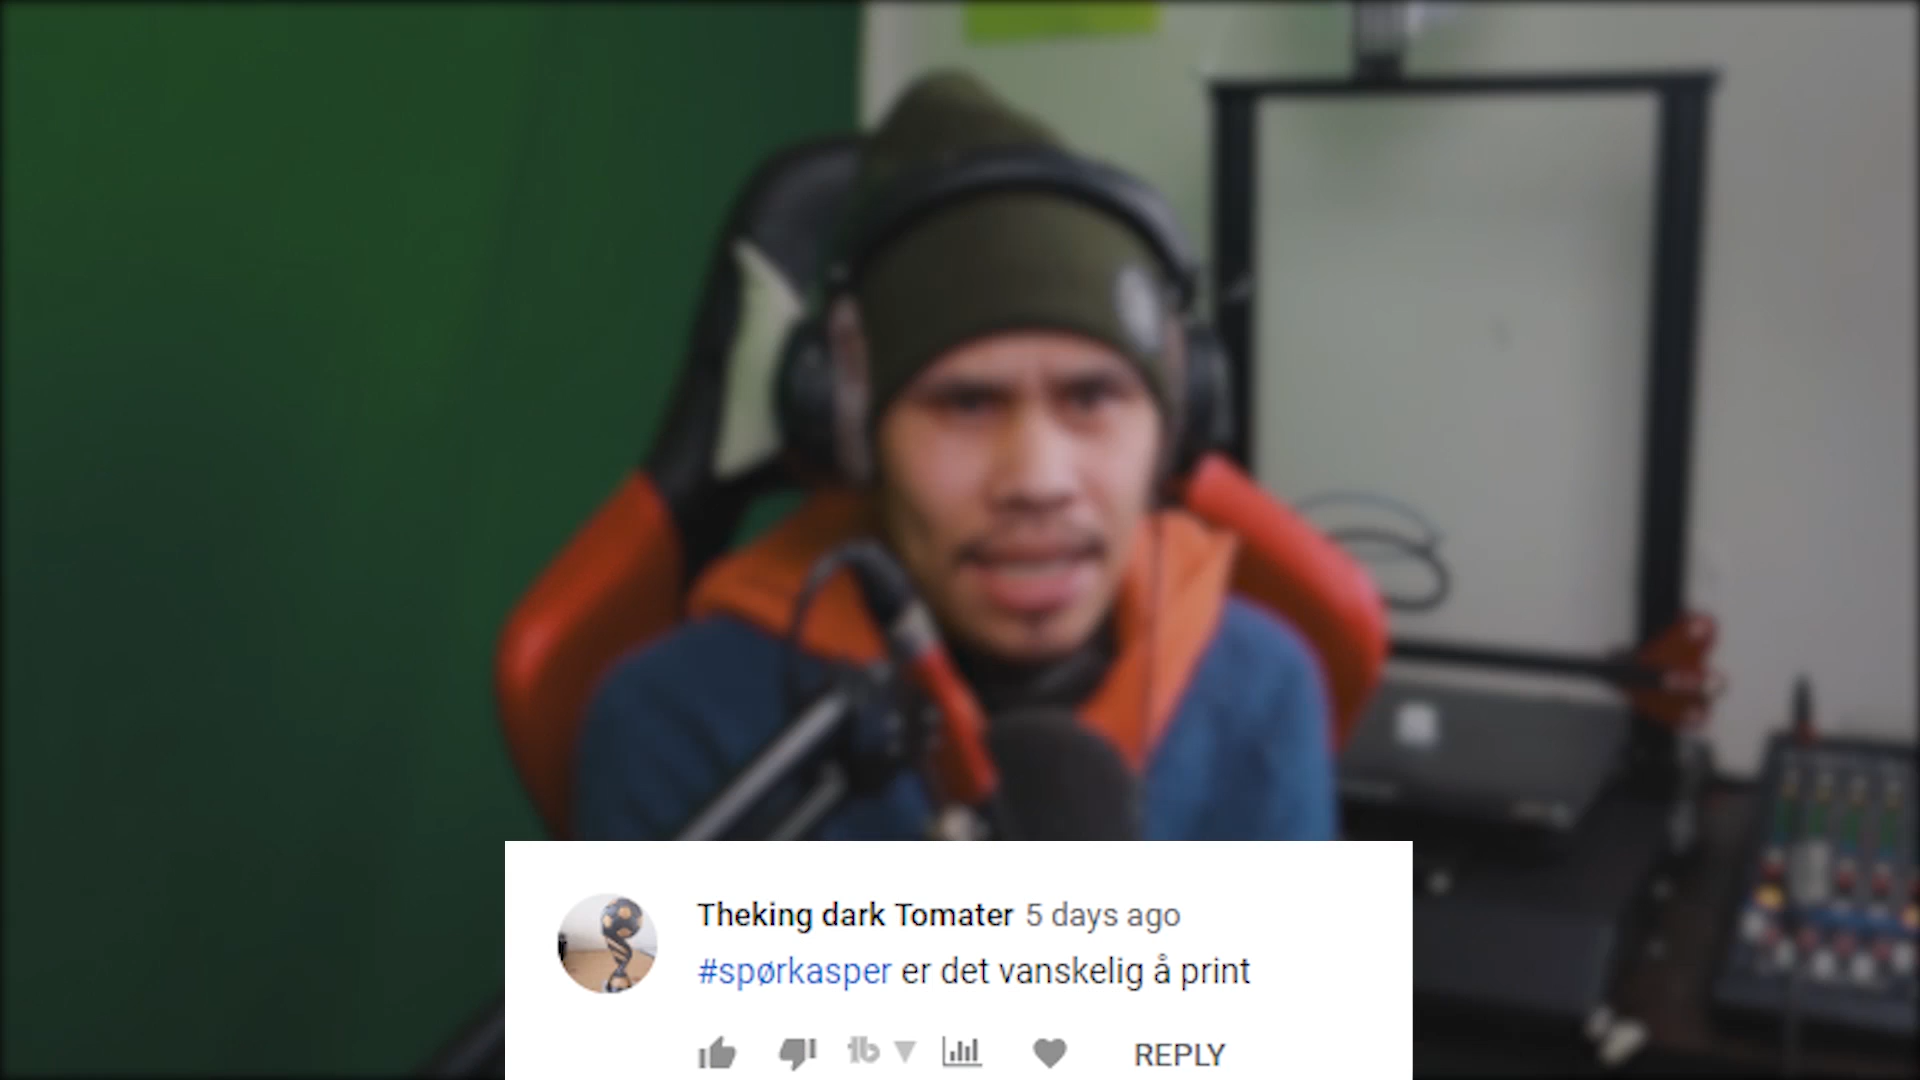 Theking dark Tomater 5 days ago
#spørkasper er det vanskelig å print
REPLY